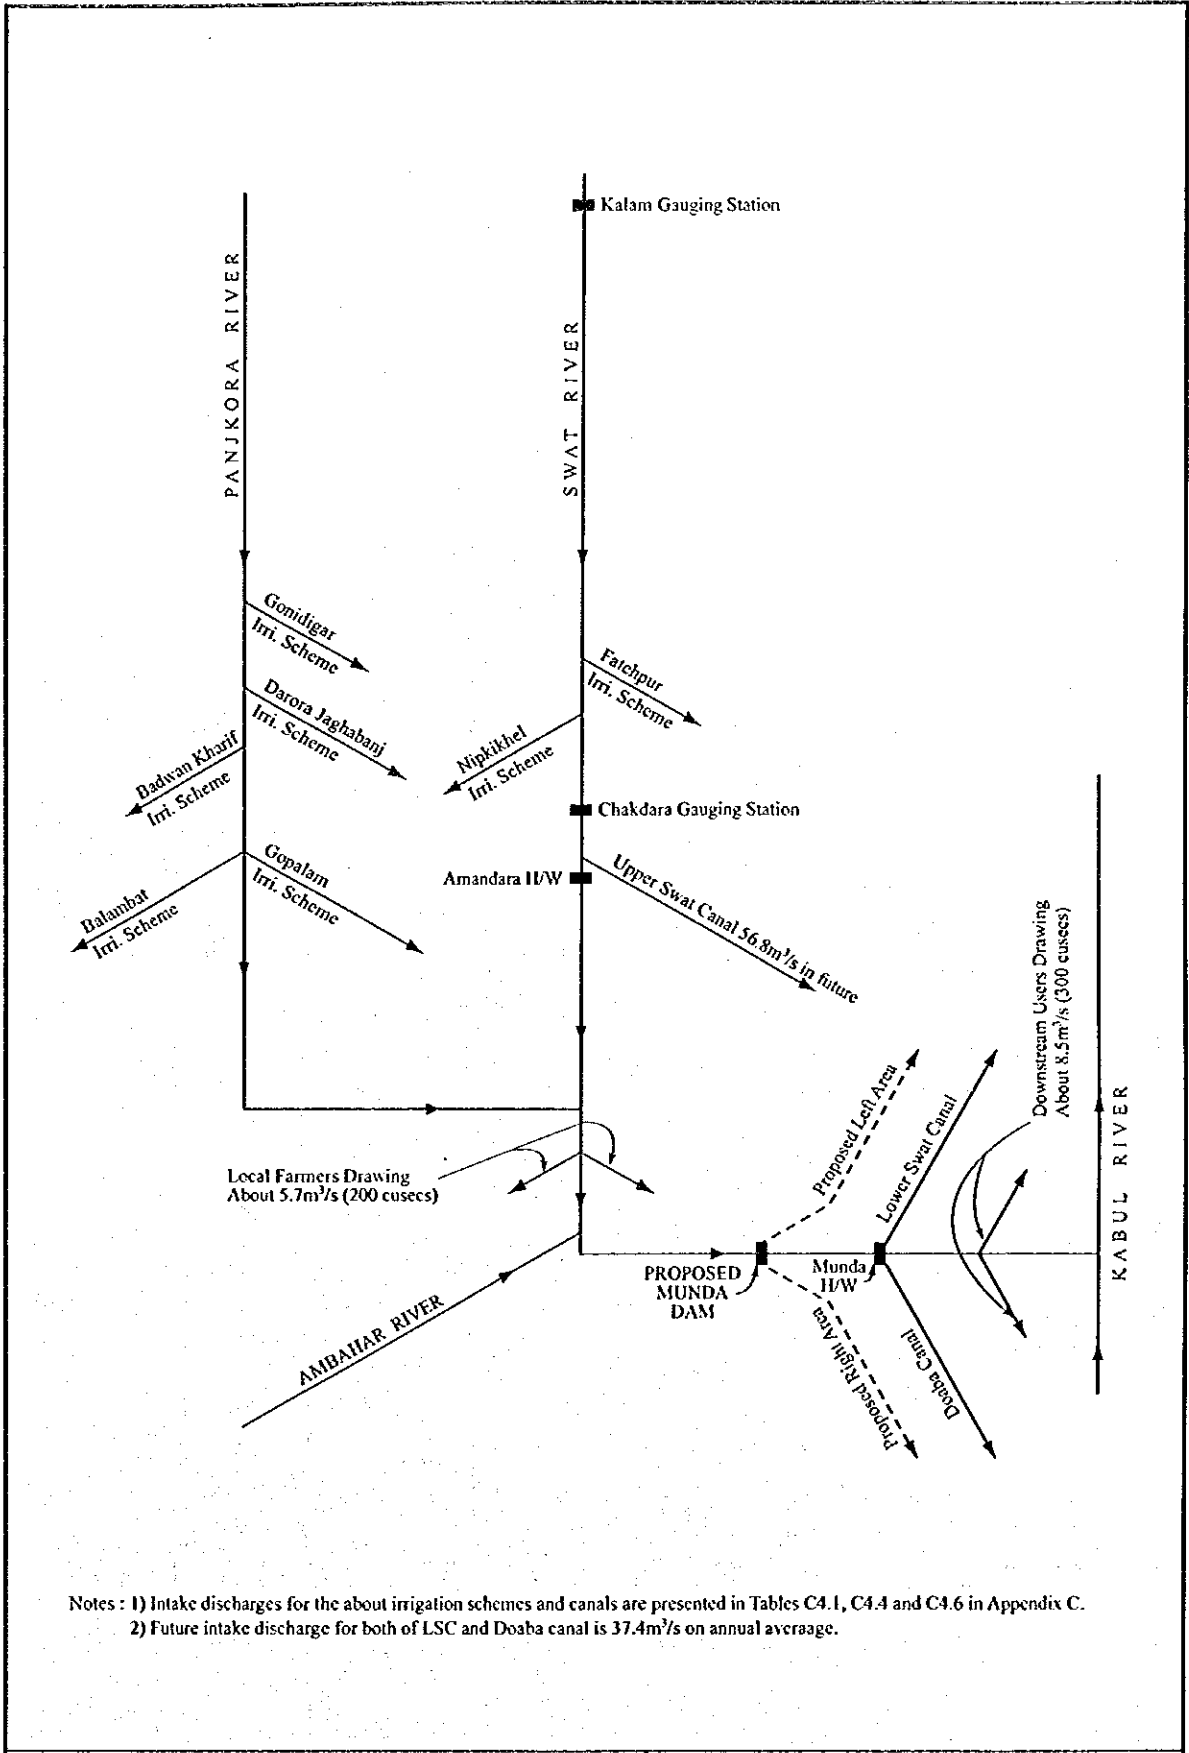 Kalam Gauging Station
PANJKORA RIVER
SWAT RIVER
Gonidigar
Irri. Scheme
Darora Jaghabanj
Irri. Scheme
Badwan Kharif
Irri. Scheme
Balambat
Irri. Scheme
Gopalam
Irri. Scheme
Fatehpur
Irri. Scheme
Nipkikhel
Irri. Scheme
Chakdara Gauging Station
Amandara H/W
Upper Swat Canal 56.8m³/s in future
Downstream Users Drawing
About 8.5m³/s (300 cusecs)
KABUL RIVER
Local Farmers Drawing
About 5.7m³/s (200 cusecs)
Proposed Left Area
Lower Swat Canal
PROPOSED
MUNDA
DAM
Munda
H/W
Proposed Right Area
Doaba Canal
AMBAHAR RIVER
Notes : 1) Intake discharges for the about irrigation schemes and canals are presented in Tables C4.1, C4.4 and C4.6 in Appendix C.
2) Future intake discharge for both of LSC and Doaba canal is 37.4m³/s on annual averaage.